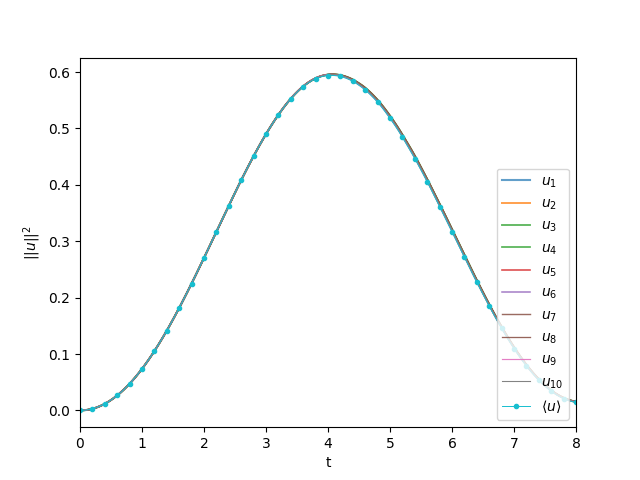 0.6
0.5
0.4
0.3
0.2
0.1
0.0
||u||²
0 1 2 3 4 5 6 7 8
t
u₁
u₂
u₃
u₄
u₅
u₆
u₇
u₈
u₉
u₁₀
⟨u⟩